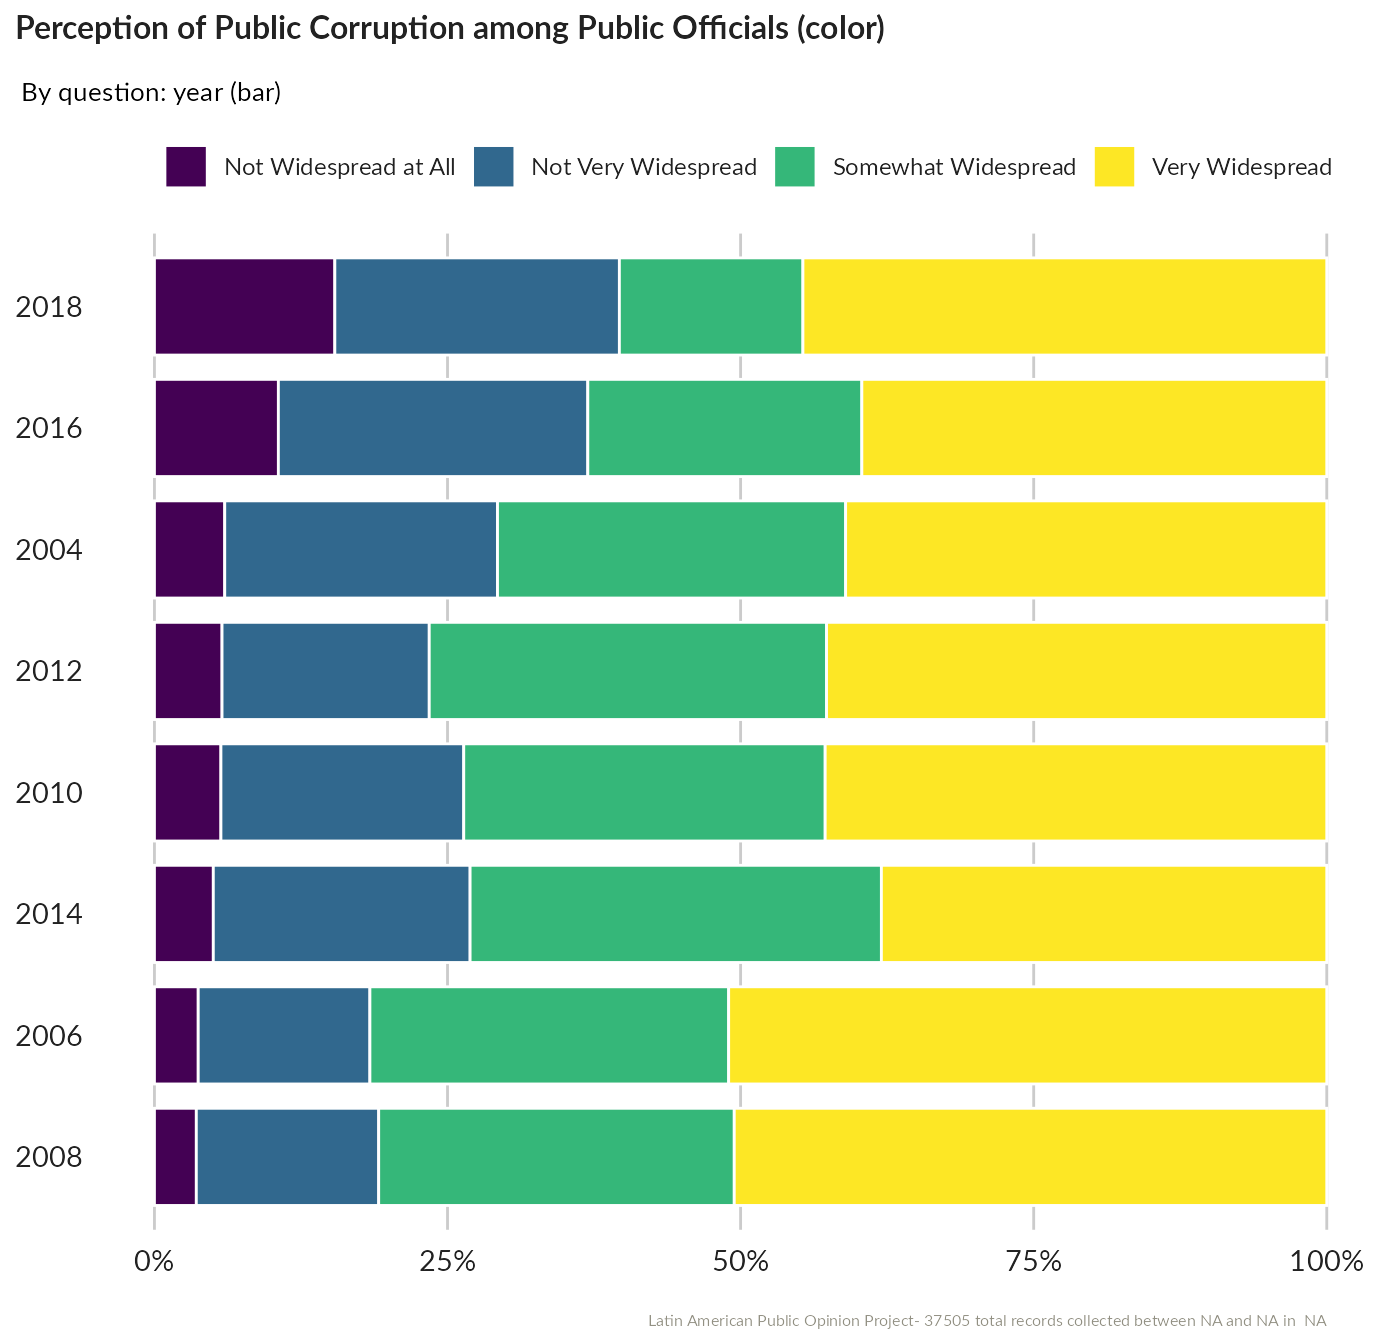 Perception of Public Corruption among Public Officials (color)
By question: year (bar)
Not Widespread at All Not Very Widespread Somewhat Widespread Very Widespread
2018
2016
2004
2012
2010
2014
2006
2008
0% 25% 50% 75% 100%
Latin American Public Opinion Project- 37505 total records collected between NA and NA in  NA